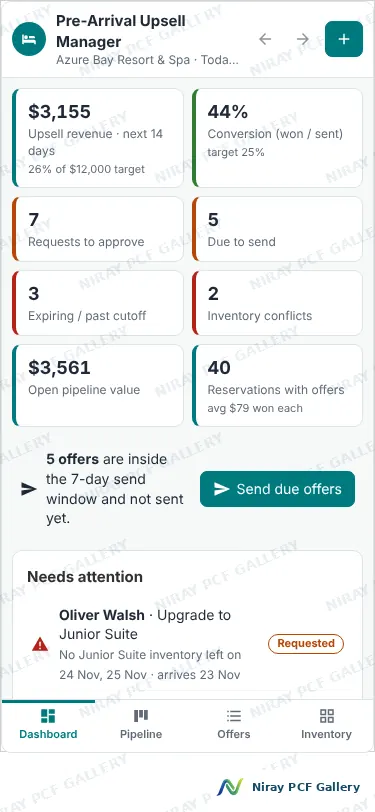 Pre-Arrival Upsell
Manager
Azure Bay Resort & Spa · Toda...
$3,155
Upsell revenue · next 14
days
26% of $12,000 target
44%
Conversion (won / sent)
target 25%
7
Requests to approve
5
Due to send
3
Expiring / past cutoff
2
Inventory conflicts
$3,561
Open pipeline value
40
Reservations with offers
avg $79 won each
5 offers are inside
the 7-day send
window and not sent
yet.
Send due offers
Needs attention
Oliver Walsh · Upgrade to
Junior Suite
No Junior Suite inventory left on
24 Nov, 25 Nov · arrives 23 Nov
Requested
Dashboard
Pipeline
Offers
Inventory
Niray PCF Gallery
NIRAY PCF GALLERY